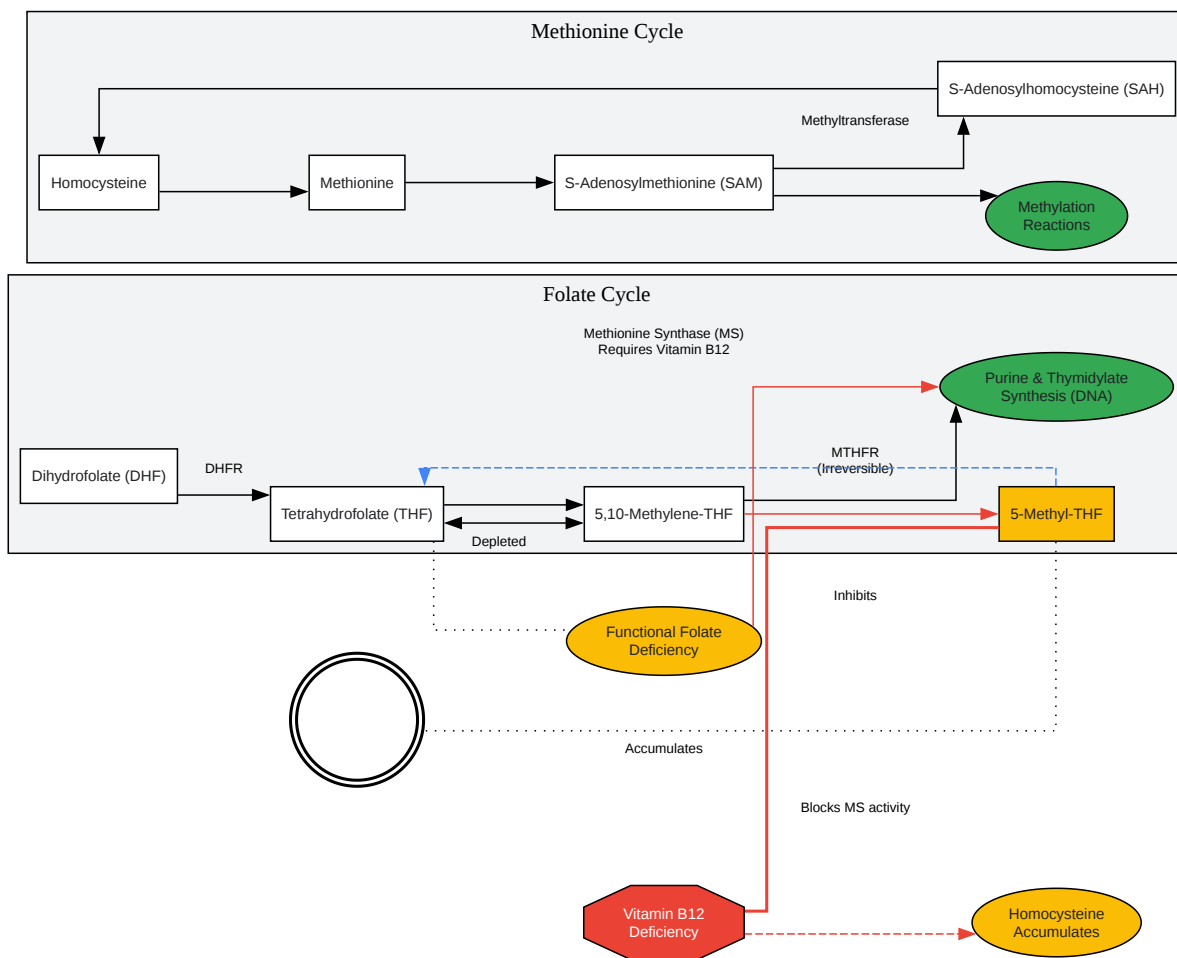 Methionine Cycle
S-Adenosylhomocysteine (SAH)
Methyltransferase
Homocysteine
Methionine
S-Adenosylmethionine (SAM)
Methylation
Reactions
Folate Cycle
Methionine Synthase (MS)
Requires Vitamin B12
Purine & Thymidylate
Synthesis (DNA)
Dihydrofolate (DHF)
DHFR
MTHFR
(Irreversible)
Tetrahydrofolate (THF)
5,10-Methylene-THF
5-Methyl-THF
Depleted
Inhibits
Functional Folate
Deficiency
Accumulates
Blocks MS activity
Vitamin B12
Deficiency
Homocysteine
Accumulates